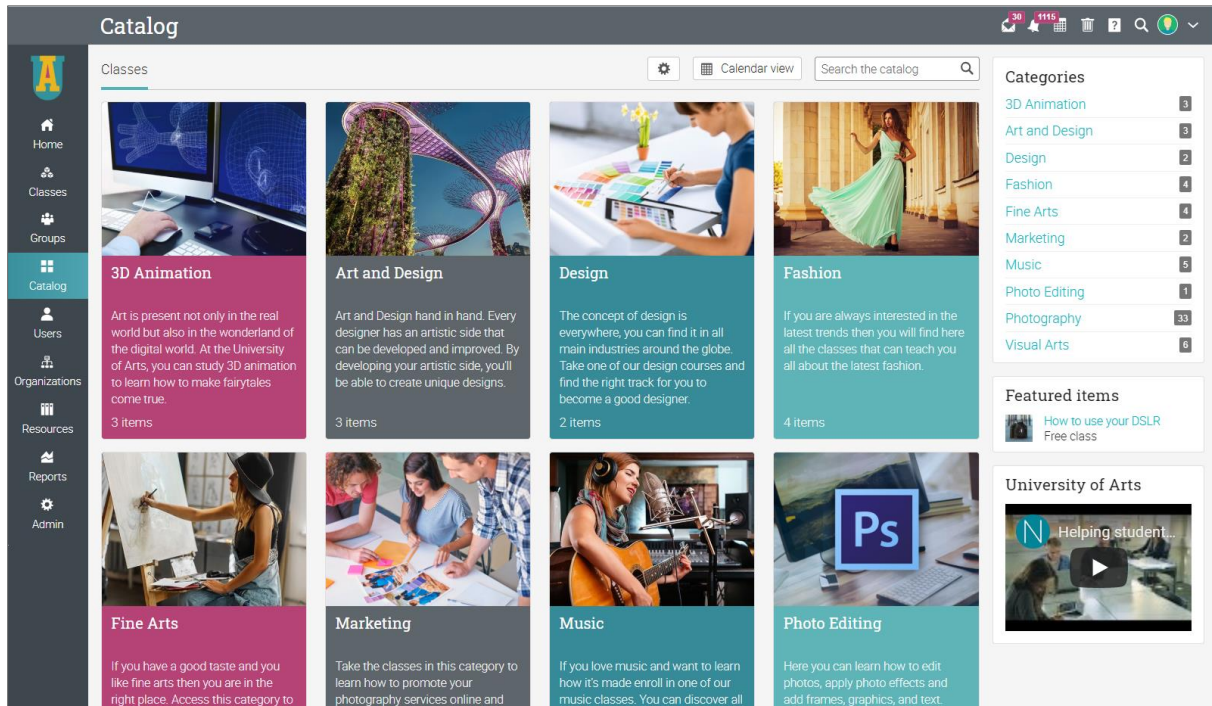 Catalog
30
1115
?
A
Home
Classes
Groups
Catalog
Users
Organizations
Resources
Reports
Admin
Classes
Calendar view
Search the catalog
3D Animation
Art is present not only in the real
world but also in the wonderland of
the digital world. At the University
of Arts, you can study 3D animation
to learn how to make fairytales
come true.
3 items
Art and Design
Art and Design hand in hand. Every
designer has an artistic side that
can be developed and improved. By
developing your artistic side, you'll
be able to create unique designs.
3 items
Design
The concept of design is
everywhere, you can find it in all
main industries around the globe.
Take one of our design courses and
find the right track for you to
become a good designer.
2 items
Fashion
If you are always interested in the
latest trends then you will find here
all the classes that can teach you
all about the latest fashion.
4 items
Fine Arts
If you have a good taste and you
like fine arts then you are in the
right place. Access this category to
Marketing
Take the classes in this category to
learn how to promote your
photography services online and
Music
If you love music and want to learn
how it's made enroll in one of our
music classes. You can discover all
Ps
Photo Editing
Here you can learn how to edit
photos, apply photo effects and
add frames, graphics, and text.
Categories
3D Animation 3
Art and Design 3
Design 2
Fashion 4
Fine Arts 4
Marketing 2
Music 5
Photo Editing 1
Photography 33
Visual Arts 6
Featured items
How to use your DSLR
Free class
University of Arts
N Helping student...